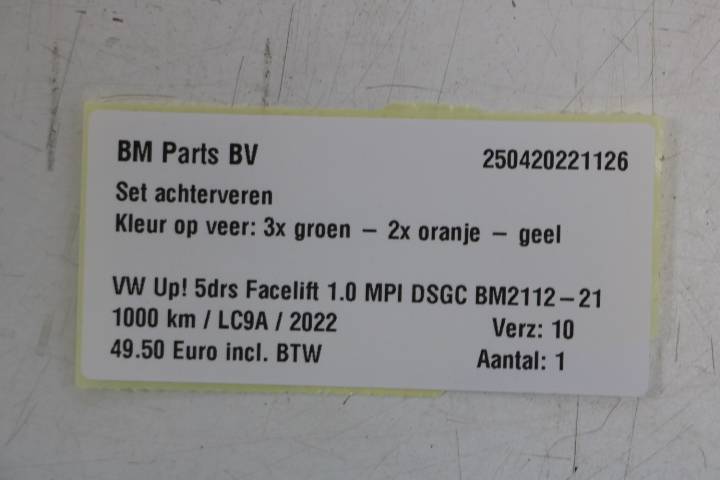 BM Parts BV 250420221126
Set achterveren
Kleur op veer: 3x groen – 2x oranje – geel
VW Up! 5drs Facelift 1.0 MPI DSGC BM2112–21
1000 km / LC9A / 2022 Verz: 10
49.50 Euro incl. BTW Aantal: 1